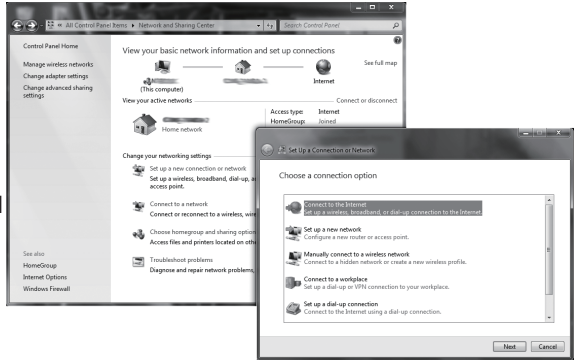 « All Control Panel Items ▸ Network and Sharing Center
Search Control Panel
Control Panel Home
Manage wireless networks
Change adapter settings
Change advanced sharing
settings
See also
HomeGroup
Internet Options
Windows Firewall
View your basic network information and set up connections
See full map
(This computer)
Internet
View your active networks
Connect or disconnect
Home network
Access type: Internet
HomeGroup: Joined
Change your networking settings
Set up a new connection or network
Set up a wireless, broadband, dial-up, a
access point.
Connect to a network
Connect or reconnect to a wireless, wire
Choose homegroup and sharing option
Access files and printers located on othe
Troubleshoot problems
Diagnose and repair network problems,
Set Up a Connection or Network
Choose a connection option
Connect to the Internet
Set up a wireless, broadband, or dial-up connection to the Internet.
Set up a new network
Configure a new router or access point.
Manually connect to a wireless network
Connect to a hidden network or create a new wireless profile.
Connect to a workplace
Set up a dial-up or VPN connection to your workplace.
Set up a dial-up connection
Connect to the Internet using a dial-up connection.
Next
Cancel